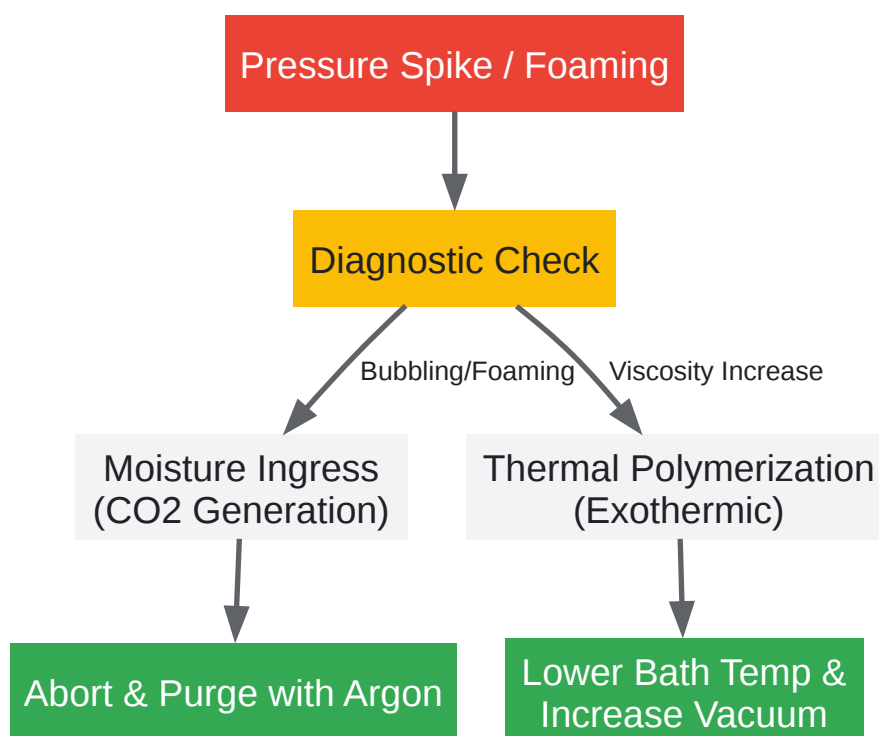 Pressure Spike / Foaming
Diagnostic Check
Bubbling/Foaming
Viscosity Increase
Moisture Ingress
(CO2 Generation)
Thermal Polymerization
(Exothermic)
Abort & Purge with Argon
Lower Bath Temp &
Increase Vacuum